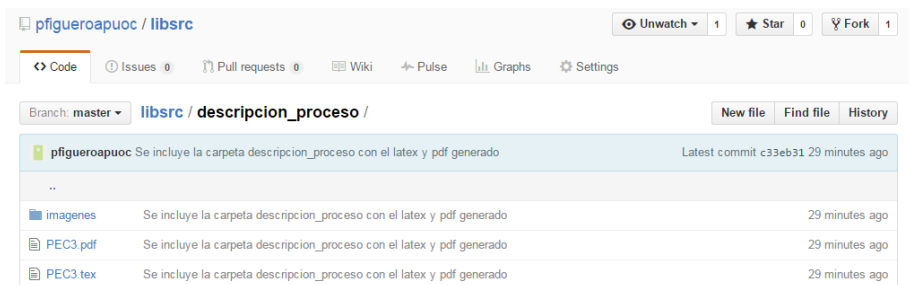 pfigueroapuoc / libsrc Unwatch 1 Star 0 Fork 1
Code Issues 0 Pull requests 0 Wiki Pulse Graphs Settings
Branch: master libsrc / descripcion_proceso / New file Find file History
pfigueroapuoc Se incluye la carpeta descripcion_proceso con el latex y pdf generado Latest commit c33eb31 29 minutes ago
..
imagenes Se incluye la carpeta descripcion_proceso con el latex y pdf generado 29 minutes ago
PEC3.pdf Se incluye la carpeta descripcion_proceso con el latex y pdf generado 29 minutes ago
PEC3.tex Se incluye la carpeta descripcion_proceso con el latex y pdf generado 29 minutes ago